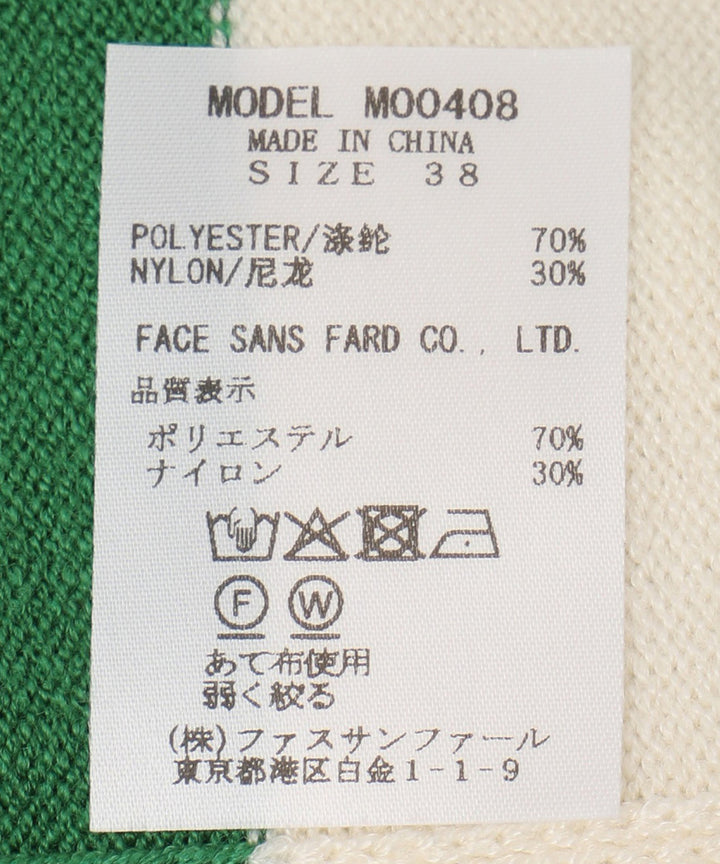 MODEL M00408
MADE IN CHINA
SIZE 38
POLYESTER/涤纶 70%
NYLON/尼龙 30%
FACE SANS FARD CO., LTD.
品質表示
ポリエステル 70%
ナイロン 30%
F W
あて布使用
弱く絞る
(株)ファスサンファール
東京都港区白金1-1-9